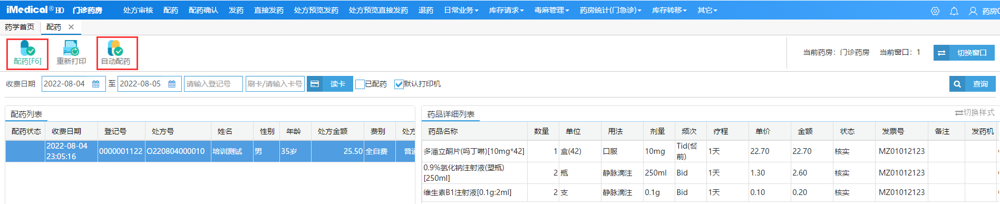 iMedical®HO 门诊药房 处方审核 配药 配药确认 发药 直接发药 处方预览发药 处方预览直接发药 退药 日常业务 库存请求 毒麻管理 药房统计(门急诊) 库存转移 其它 药房
药学首页 配药
配药[F6] 重新打印 自动配药 当前药房：门诊药房 当前窗口：1 切换窗口
收费日期 2022-08-04 至 2022-08-05 请输入登记号 刷卡/请输入卡号 读卡 已配药 默认打印机 查询
配药列表 药品详细列表 切换样式
配药状态 收费日期 登记号 处方号 姓名 性别 年龄 处方金额 费别 处方
2022-08-04
23:05:16 0000001122 O220804000010 培训测试 男 35岁 25.50 全自费 普通
药品名称 数量 单位 用法 剂量 频次 疗程 单价 金额 状态 发票号 备注 发药机
多潘立酮片(吗丁啉)[10mg*42] 1 盒(42) 口服 10mg Tid(餐
前) 1天 22.70 22.70 核实 MZ01012123
0.9%氯化钠注射液(塑瓶)
[250ml] 2 瓶 静脉滴注 250ml Bid 1天 1.30 2.60 核实 MZ01012123
维生素B1注射液[0.1g:2ml] 2 支 静脉滴注 0.1g Bid 1天 0.10 0.20 核实 MZ01012123